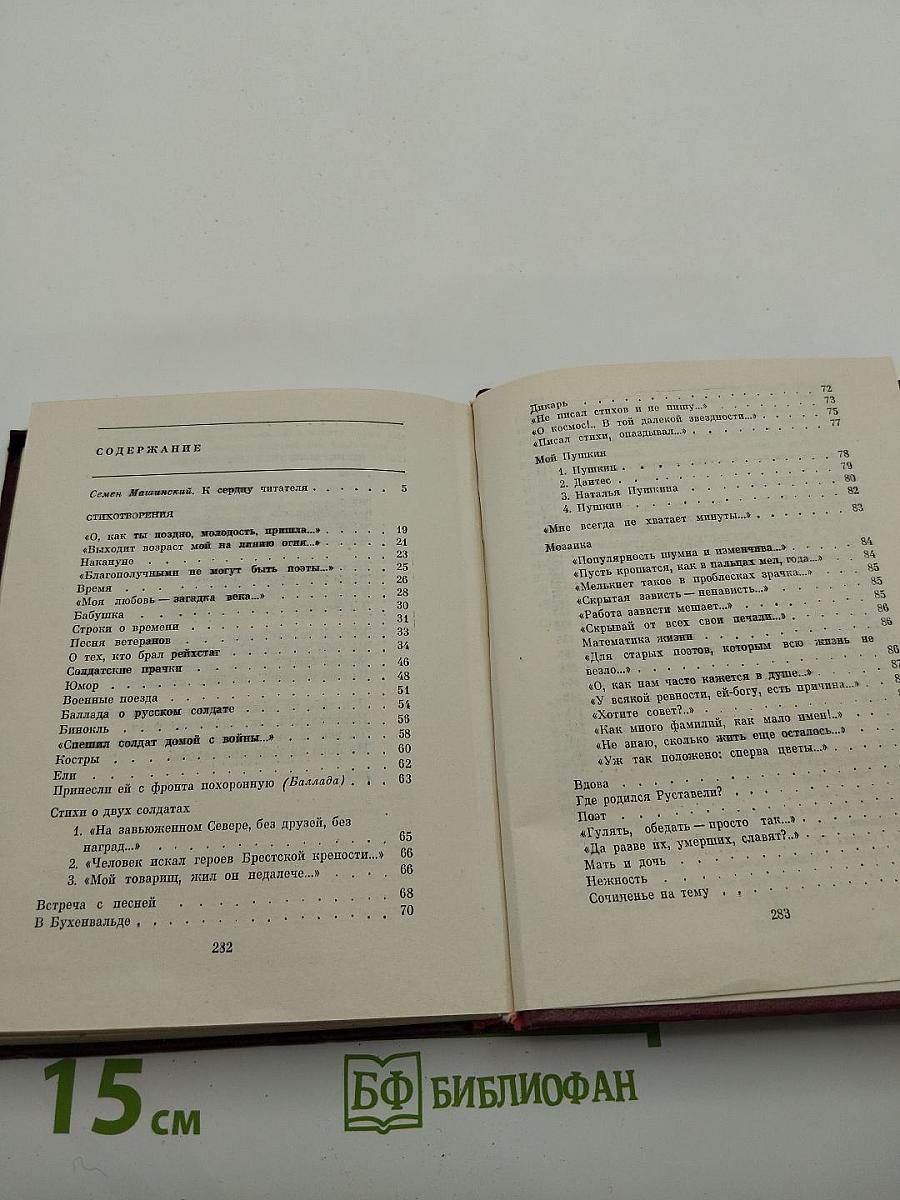 СОДЕРЖАНИЕ
Семен Машинский. К сердцу читателя . . . . . . 5
СТИХОТВОРЕНИЯ
«О, как ты поздно, молодость, пришла...» . . . . . 19
«Выходит возраст мой на линию огня...» . . . . . 21
Накануне . . . . . . . . . . . . . . . 23
«Благополучными не могут быть поэты...» . . . . 25
Время . . . . . . . . . . . . . . . . 26
«Моя любовь — загадка века...» . . . . . . . . 28
Бабушка . . . . . . . . . . . . . . . 30
Строки о времени . . . . . . . . . . . . 31
Песня ветеранов . . . . . . . . . . . . 33
О тех, кто брал рейхстаг . . . . . . . . . . 34
Солдатские прачки . . . . . . . . . . . . 46
Юмор . . . . . . . . . . . . . . . . 48
Военные поезда . . . . . . . . . . . . . 51
Баллада о русском солдате . . . . . . . . . 54
Бинокль . . . . . . . . . . . . . . . 56
«Спешил солдат домой с войны...» . . . . . . . 58
Костры . . . . . . . . . . . . . . . 60
Ели . . . . . . . . . . . . . . . . . 62
Принесли ей с фронта похоронную (Баллада) . . . 63
Стихи о двух солдатах
1. «На завьюженном Севере, без друзей, без
наград...» . . . . . . . . . . . . . 65
2. «Человек искал героев Брестской крепости...» 66
3. «Мой товарищ, жил он недалече...» . . . . 66
Встреча с песней . . . . . . . . . . . . 68
В Бухенвальде . . . . . . . . . . . . . 70
232
Дикарь . . . . . . . . . . . . . . . 72
«Не писал стихов и не пишу...» . . . . . . . 73
«О космос!.. В той далекой звездности...» . . . . 75
«Писал стихи, опаздывал...» . . . . . . . . 77
Мой Пушкин
1. Пушкин . . . . . . . . . . . . . 78
2. Дантес . . . . . . . . . . . . . 79
3. Наталья Пушкина . . . . . . . . . 80
4. Пушкин . . . . . . . . . . . . . 82
«Мне всегда не хватает минуты...» . . . . . . 83
Мозаика
«Популярность шумна и изменчива...» . . . . 84
«Пусть крошатся, как в пальцах мел, года...» . 84
«Мелькнет такое в проблесках зрачка...» . . . 85
«Скрытая зависть — ненависть...» . . . . . 85
«Работа зависти мешает...» . . . . . . . 85
«Скрывай от всех свои печали...» . . . . . 86
Математика жизни . . . . . . . . . . 86
«Для старых поэтов, которым всю жизнь не
везло...» . . . . . . . . . . . . . 86
«О, как нам часто кажется в душе...» . . . . 87
«У всякой ревности, ей-богу, есть причина...» .
«Хотите совет?..» . . . . . . . . . .
«Как много фамилий, как мало имен!..» . . .
«Не знаю, сколько жить еще осталось...» . .
«Уж так положено: сперва цветы...» . . . .
Вдова . . . . . . . . . . . . . . .
Где родился Руставели? . . . . . . . . .
Поэт . . . . . . . . . . . . . . .
«Гулять, обедать — просто так...» . . . . .
«Да разве их, умерших, славят?..» . . . . .
Мать и дочь . . . . . . . . . . . .
Нежность . . . . . . . . . . . . .
Сочиненье на тему . . . . . . . . . .
283
15 см
БФ БИБЛИОФАН